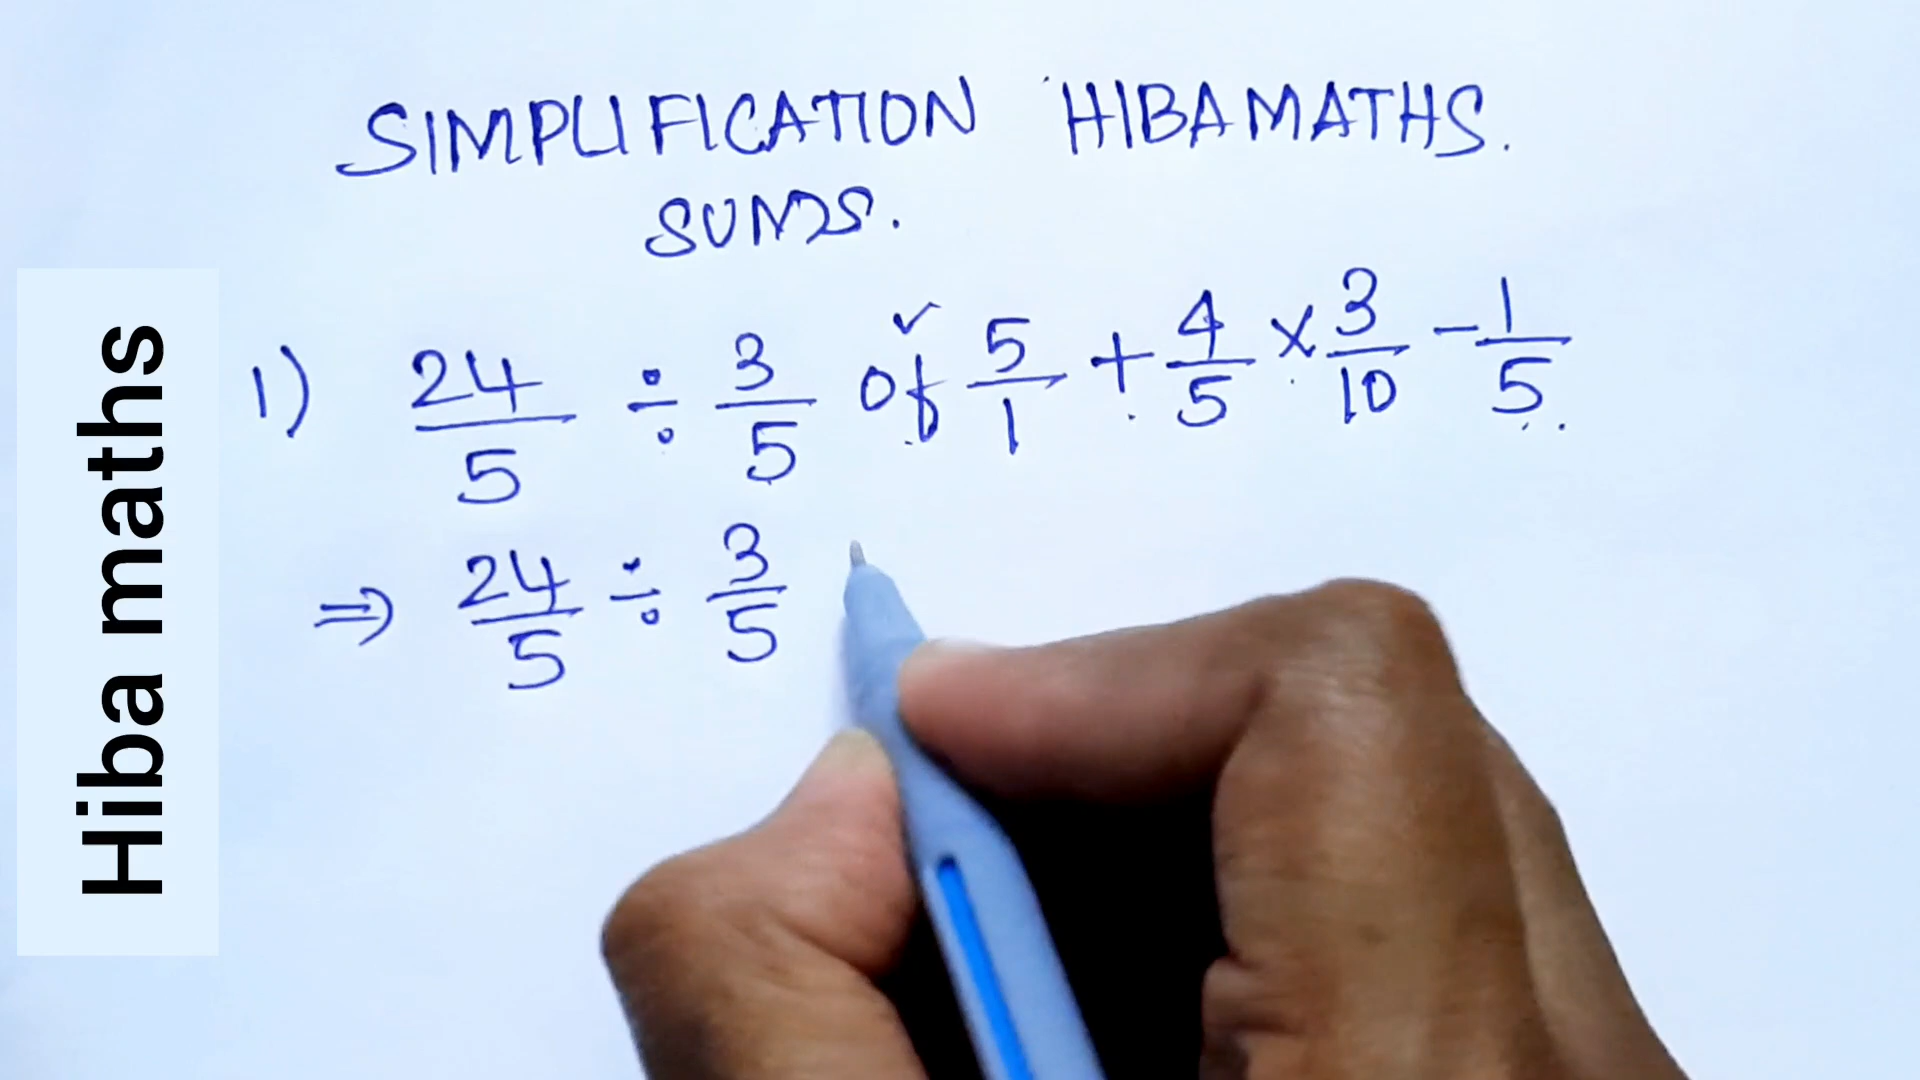 SIMPLIFICATION HIBAMATHS.
SUMS.
1) 24/5 ÷ 3/5 of 5/1 + 4/5 × 3/10 - 1/5
⇒ 24/5 ÷ 3/5
Hiba maths